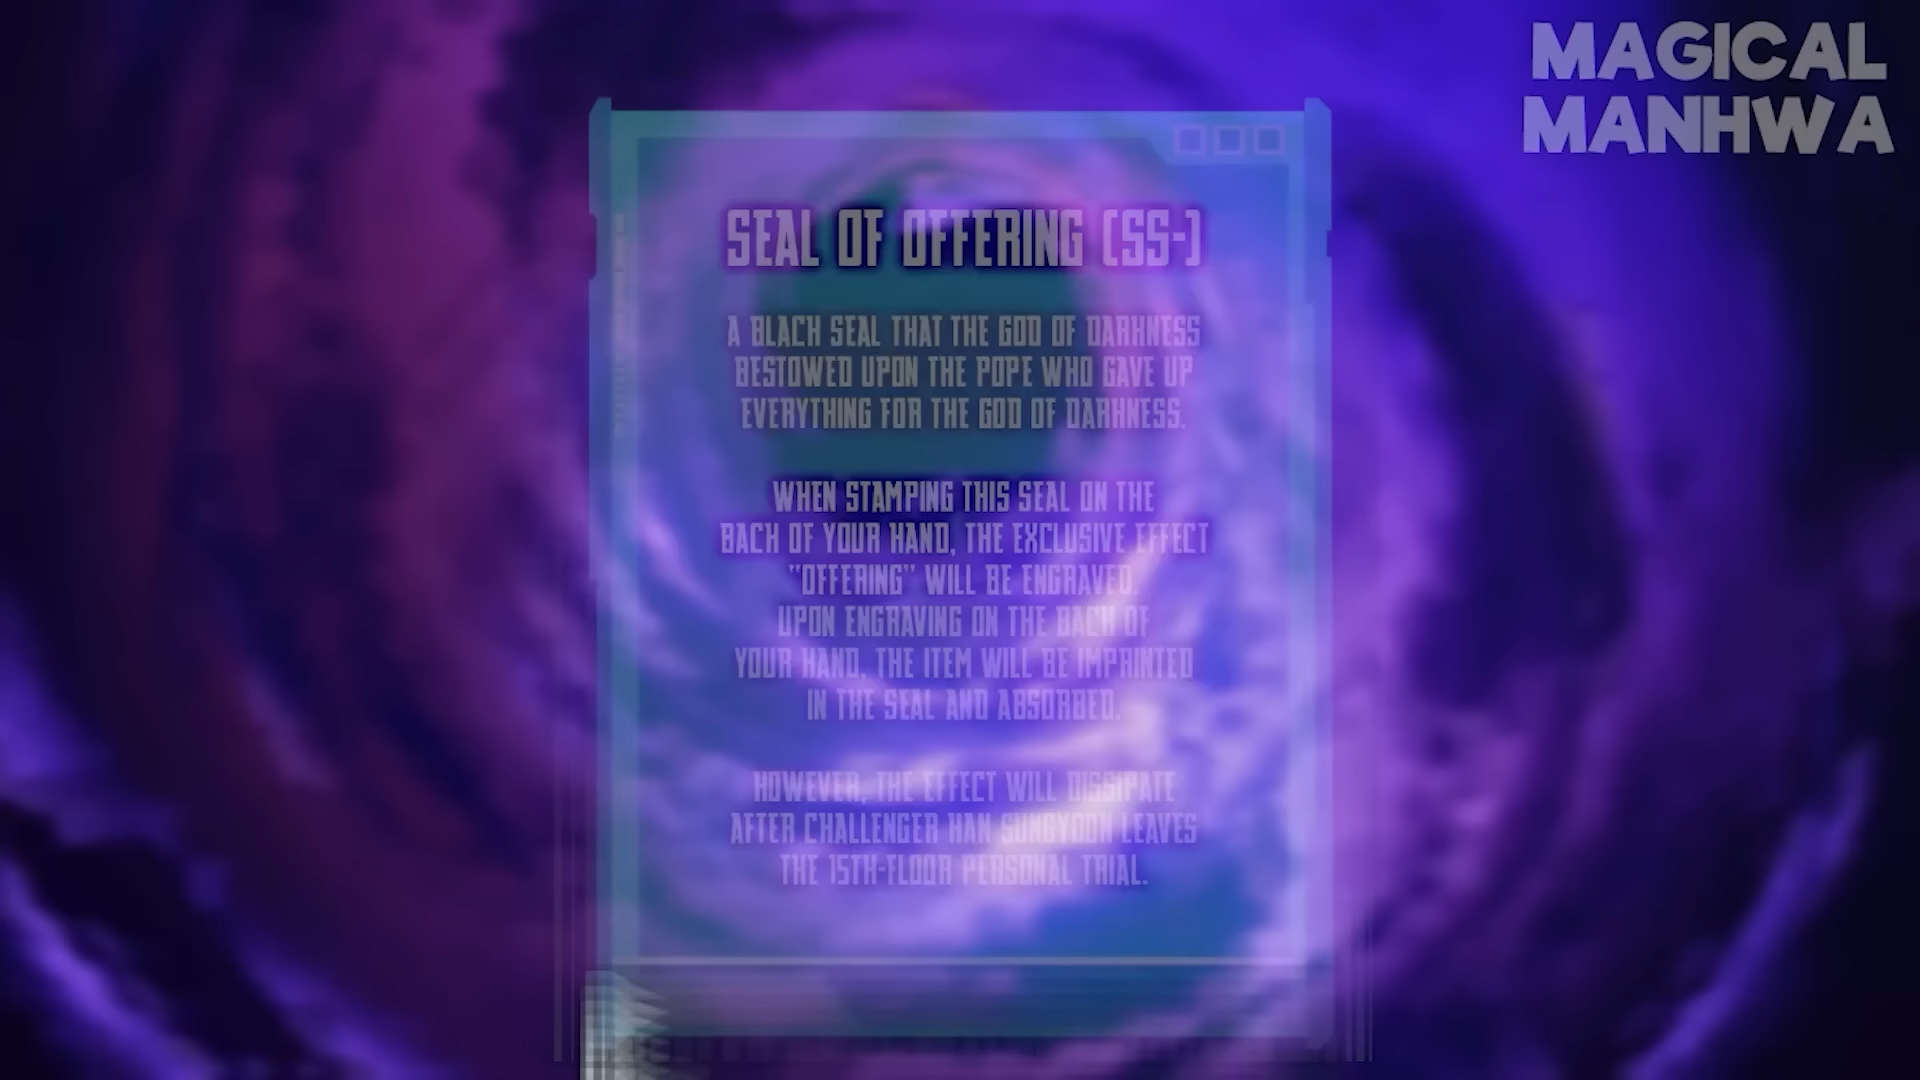 MAGICAL
MANHWA
SEAL OF OFFERING (SS-)
A BLACK SEAL THAT THE GOD OF DARKNESS
BESTOWED UPON THE POPE WHO GAVE UP
EVERYTHING FOR THE GOD OF DARKNESS.
WHEN STAMPING THIS SEAL ON THE
BACK OF YOUR HAND, THE EXCLUSIVE EFFECT
"OFFERING" WILL BE ENGRAVED.
UPON ENGRAVING ON THE BACK OF
YOUR HAND, THE ITEM WILL BE IMPRINTED
IN THE SEAL AND ABSORBED.
HOWEVER, THE EFFECT WILL DISSIPATE
AFTER CHALLENGER HAN SUNGYOON LEAVES
THE 15TH-FLOOR PERSONAL TRIAL.